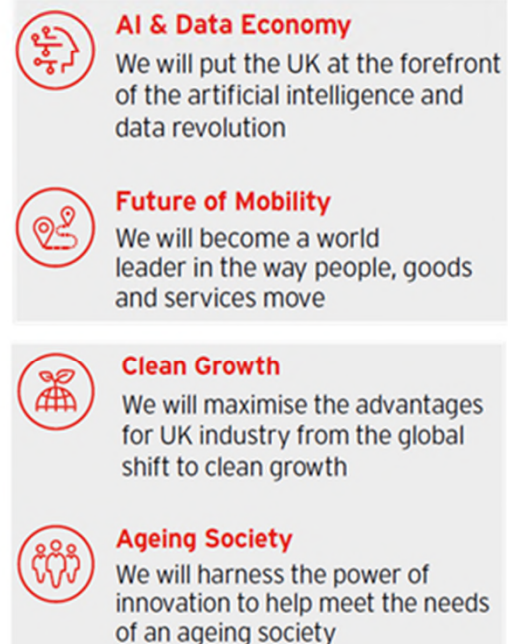 AI & Data Economy
We will put the UK at the forefront
of the artificial intelligence and
data revolution
Future of Mobility
We will become a world
leader in the way people, goods
and services move
Clean Growth
We will maximise the advantages
for UK industry from the global
shift to clean growth
Ageing Society
We will harness the power of
innovation to help meet the needs
of an ageing society